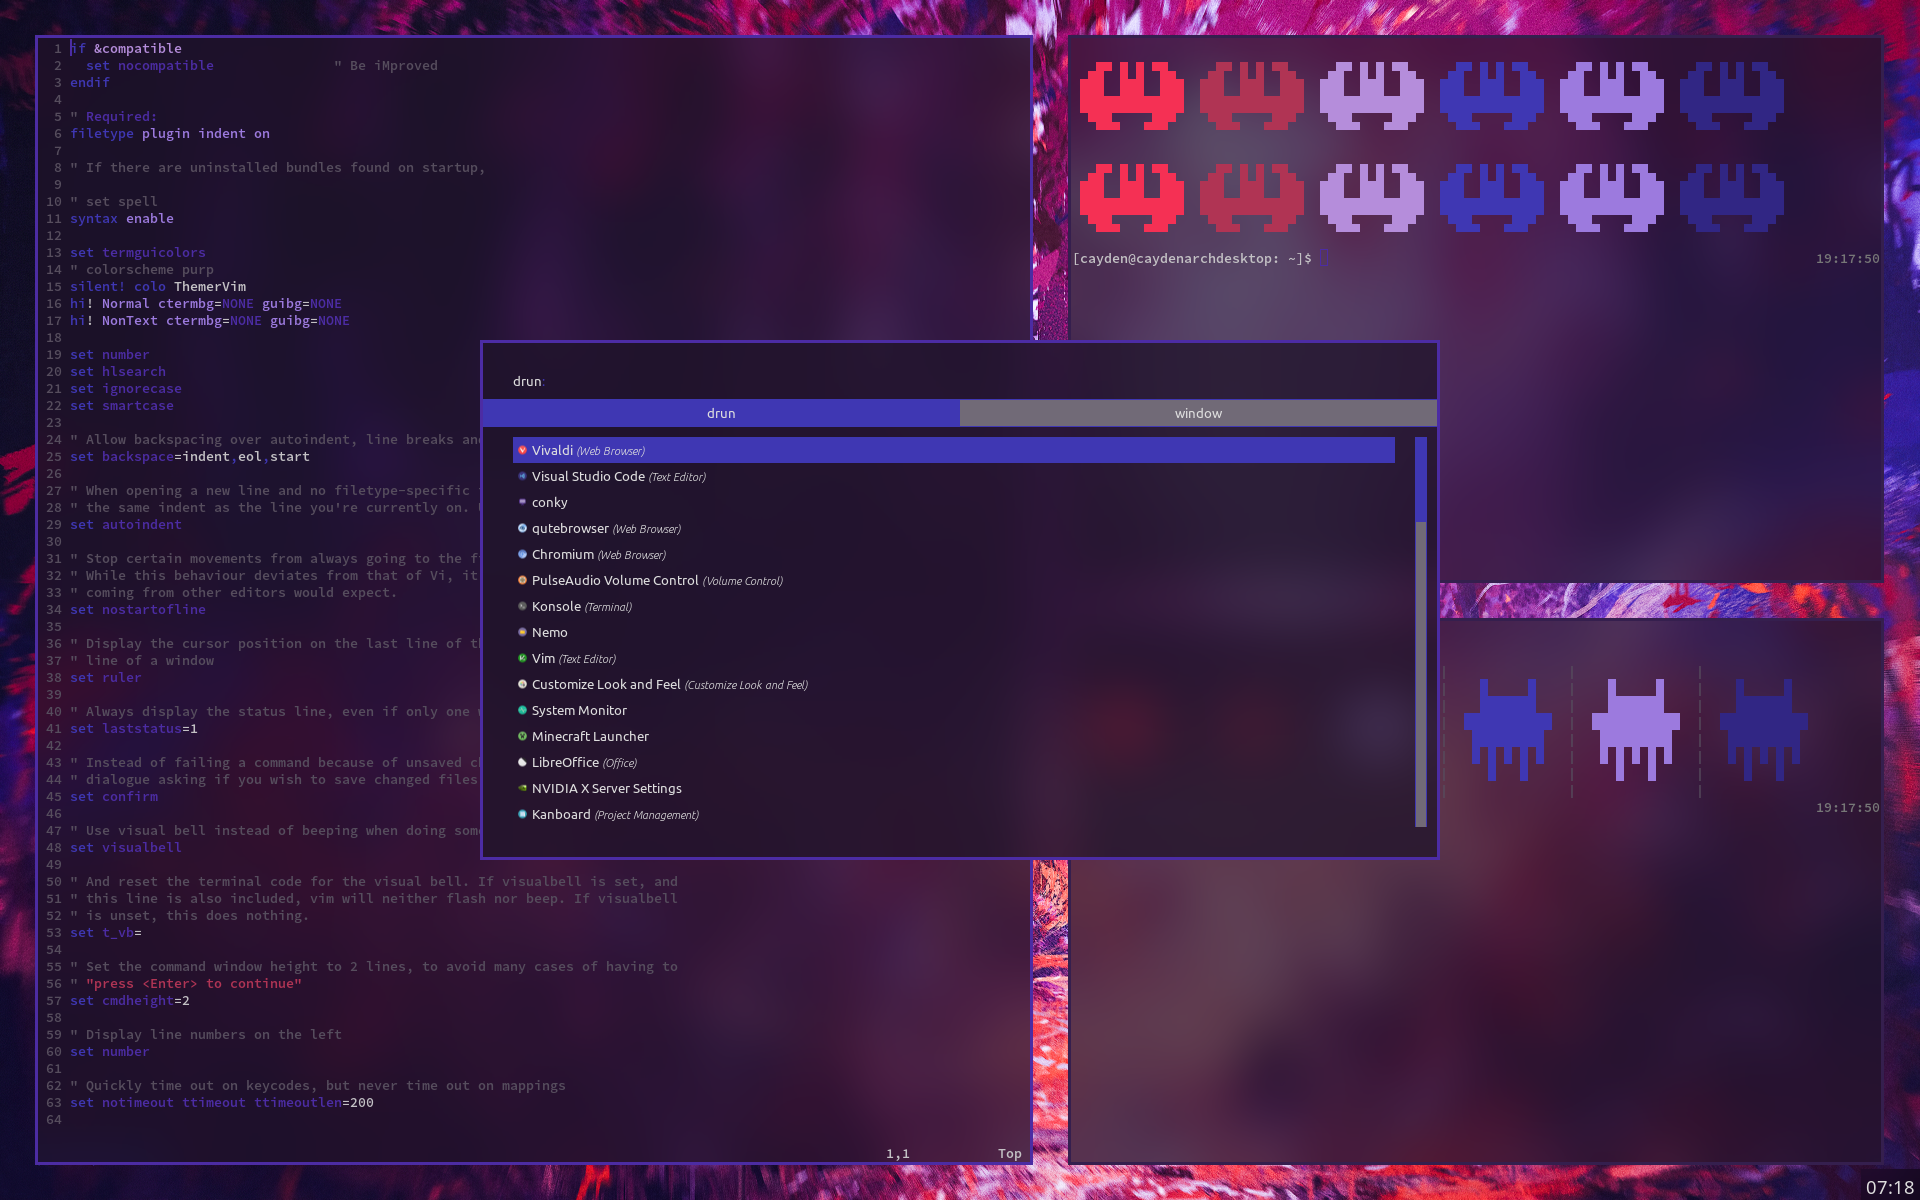 1 if &compatible
2 set nocompatible " Be iMproved
3 endif
4
5 " Required:
6 filetype plugin indent on
7
8 " If there are uninstalled bundles found on startup,
9
10 " set spell
11 syntax enable
12
13 set termguicolors
14 " colorscheme purp
15 silent! colo ThemerVim
16 hi! Normal ctermbg=NONE guibg=NONE
17 hi! NonText ctermbg=NONE guibg=NONE
18
19 set number
20 set hlsearch
21 set ignorecase
22 set smartcase
23
24 " Allow backspacing over autoindent, line breaks an
25 set backspace=indent,eol,start
26
27 " When opening a new line and no filetype-specific
28 " the same indent as the line you're currently on.
29 set autoindent
30
31 " Stop certain movements from always going to the f
32 " While this behaviour deviates from that of Vi, it
33 " coming from other editors would expect.
34 set nostartofline
35
36 " Display the cursor position on the last line of t
37 " line of a window
38 set ruler
39
40 " Always display the status line, even if only one
41 set laststatus=1
42
43 " Instead of failing a command because of unsaved c
44 " dialogue asking if you wish to save changed files
45 set confirm
46
47 " Use visual bell instead of beeping when doing som
48 set visualbell
49
50 " And reset the terminal code for the visual bell. If visualbell is set, and
51 " this line is also included, vim will neither flash nor beep. If visualbell
52 " is unset, this does nothing.
53 set t_vb=
54
55 " Set the command window height to 2 lines, to avoid many cases of having to
56 " "press <Enter> to continue"
57 set cmdheight=2
58
59 " Display line numbers on the left
60 set number
61
62 " Quickly time out on keycodes, but never time out on mappings
63 set notimeout ttimeout ttimeoutlen=200
64
1,1 Top
[cayden@caydenarchdesktop: ~]$ 19:17:50
drun:
drun window
Vivaldi (Web Browser)
Visual Studio Code (Text Editor)
conky
qutebrowser (Web Browser)
Chromium (Web Browser)
PulseAudio Volume Control (Volume Control)
Konsole (Terminal)
Nemo
Vim (Text Editor)
Customize Look and Feel (Customize Look and Feel)
System Monitor
Minecraft Launcher
LibreOffice (Office)
NVIDIA X Server Settings
Kanboard (Project Management)
19:17:50
07:18